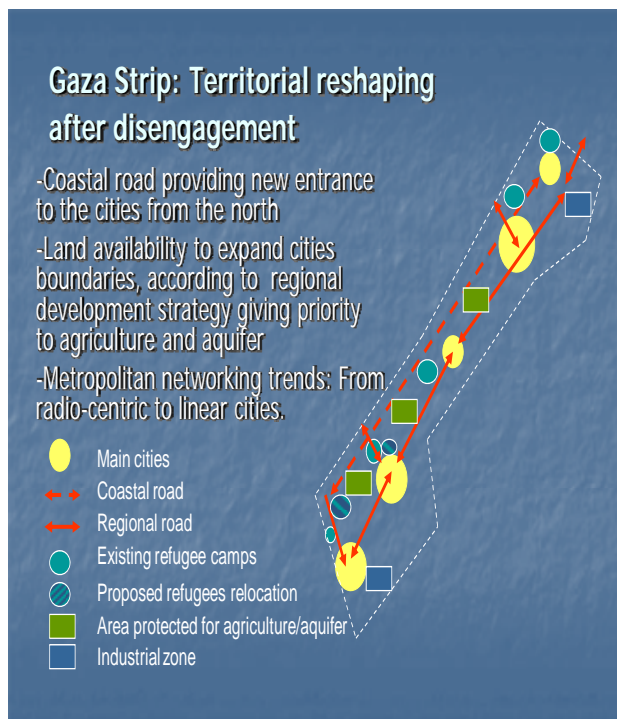 Gaza Strip: Territorial reshaping
after disengagement
-Coastal road providing new entrance
to the cities from the north
-Land availability to expand cities
boundaries, according to regional
development strategy giving priority
to agriculture and aquifer
-Metropolitan networking trends: From
radio-centric to linear cities.
Main cities
Coastal road
Regional road
Existing refugee camps
Proposed refugees relocation
Area protected for agriculture/aquifer
Industrial zone